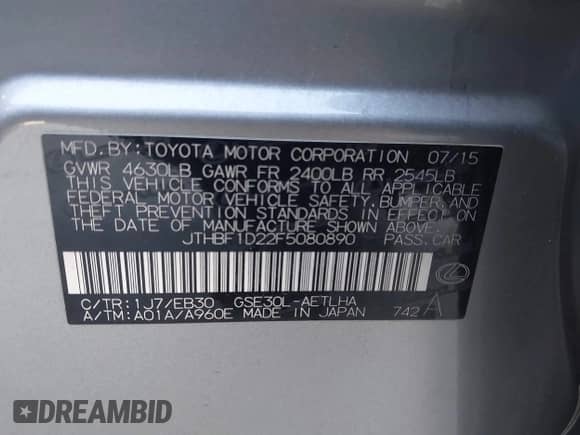 MFD.BY:TOYOTA MOTOR CORPORATION 07/15
GVWR 4630LB GAWR FR 2400LB RR 2545LB
THIS VEHICLE CONFORMS TO ALL APPLICABLE
FEDERAL MOTOR VEHICLE SAFETY, BUMPER, AND
THEFT PREVENTION STANDARDS IN EFFECT ON
THE DATE OF MANUFACTURE SHOWN ABOVE.
JTHBF1D22F5080890 PASS.CAR
C/TR:1J7/EB30 GSE30L-AETLHA
A/TM:A01A/A960E MADE IN JAPAN 742 A
DREAMBID